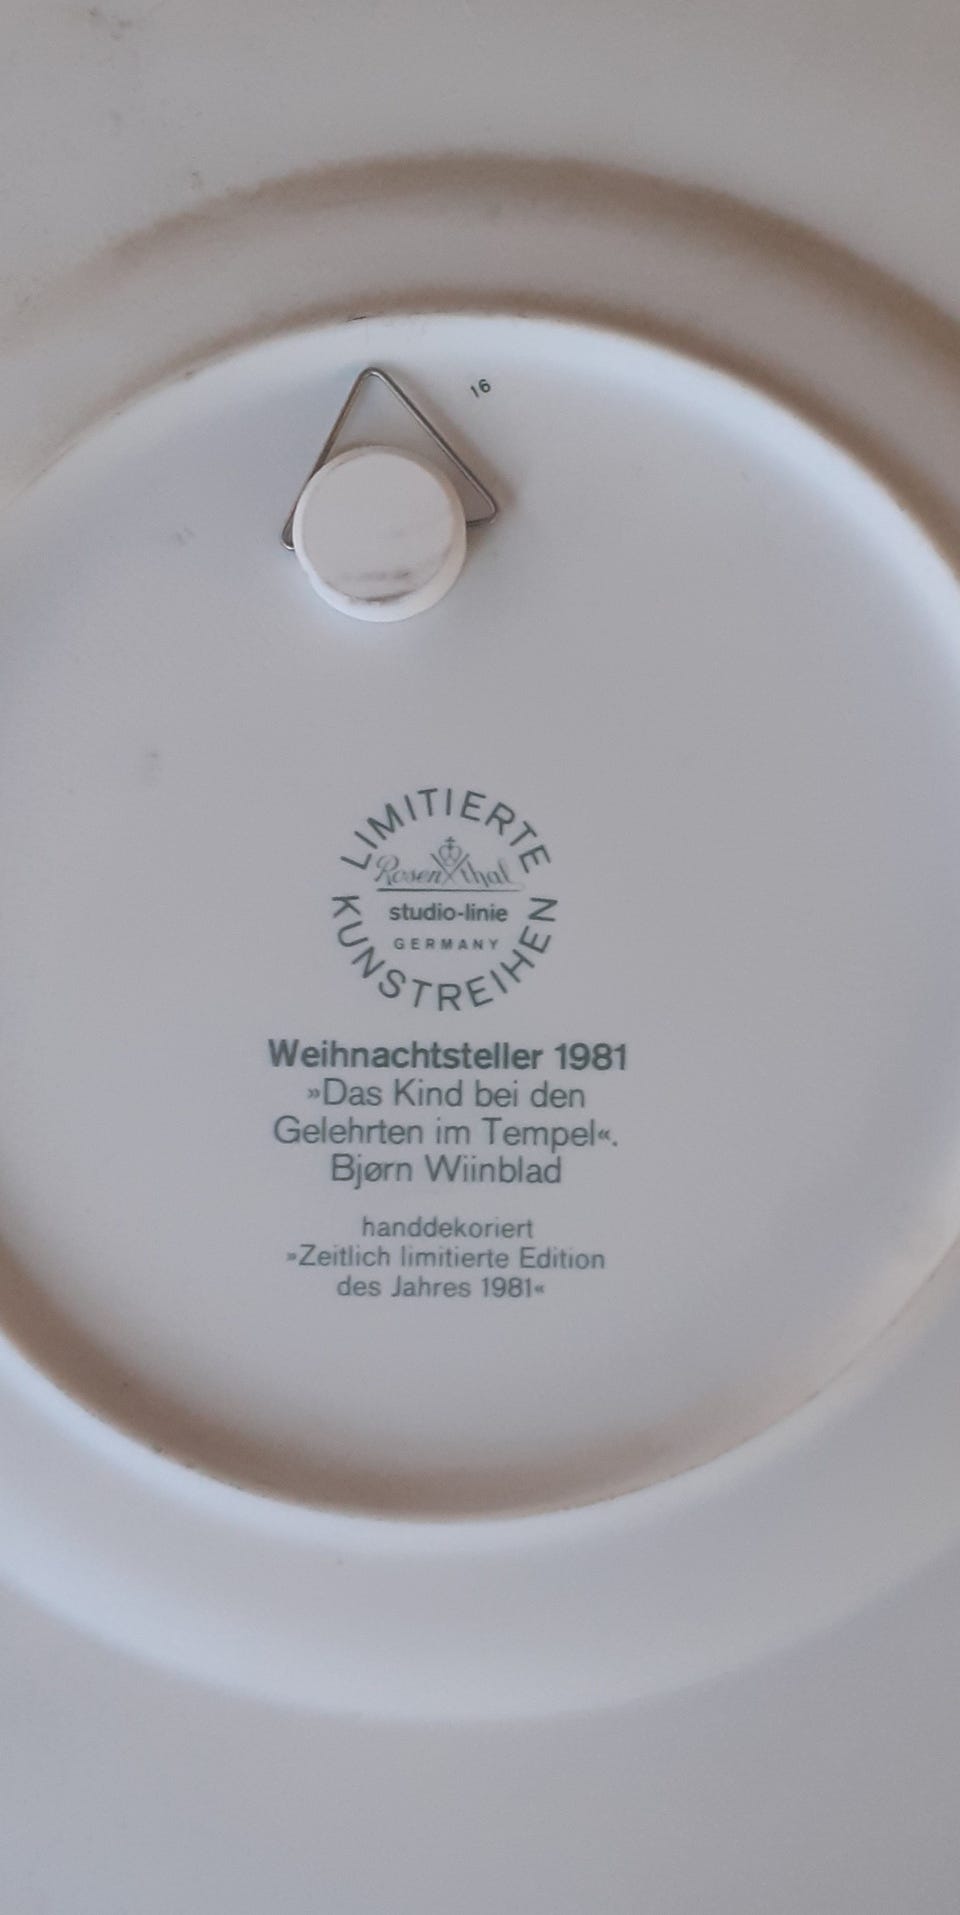 16
LIMITIERTE
Rosenthal
studio-linie
GERMANY
KUNSTREIHEN
Weihnachtsteller 1981
»Das Kind bei den
Gelehrten im Tempel«.
Bjørn Wiinblad
handdekoriert
»Zeitlich limitierte Edition
des Jahres 1981«